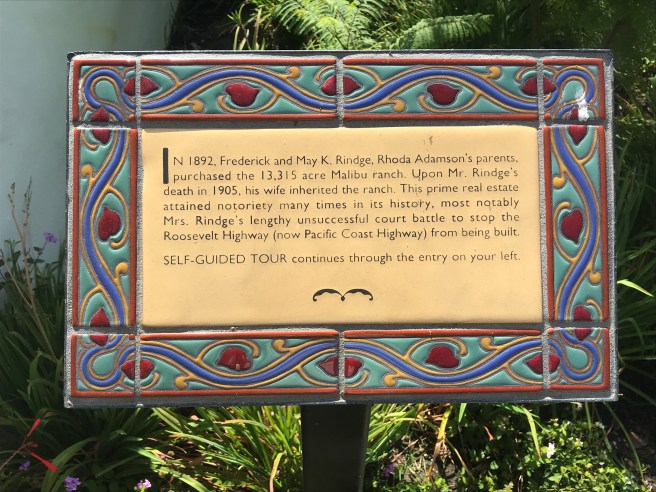 IN 1892, Frederick and May K. Rindge, Rhoda Adamson's parents,
purchased the 13,315 acre Malibu ranch. Upon Mr. Rindge's
death in 1905, his wife inherited the ranch. This prime real estate
attained notoriety many times in its history, most notably
Mrs. Rindge's lengthy unsuccessful court battle to stop the
Roosevelt Highway (now Pacific Coast Highway) from being built.
SELF-GUIDED TOUR continues through the entry on your left.